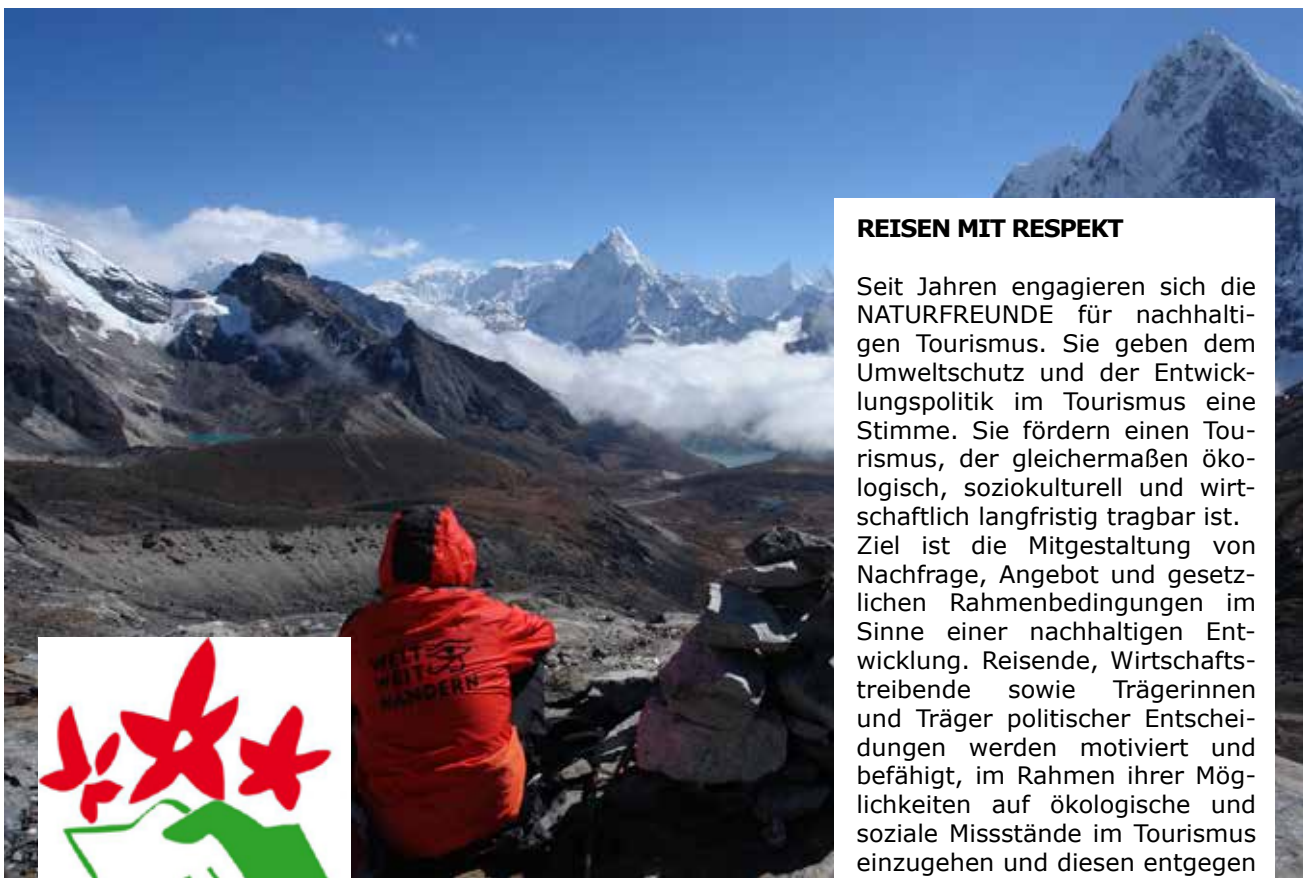 REISEN MIT RESPEKT
Seit Jahren engagieren sich die
NATURFREUNDE für nachhalti-
gen Tourismus. Sie geben dem
Umweltschutz und der Entwick-
lungspolitik im Tourismus eine
Stimme. Sie fördern einen Tou-
rismus, der gleichermaßen öko-
logisch, soziokulturell und wirt-
schaftlich langfristig tragbar ist.
Ziel ist die Mitgestaltung von
Nachfrage, Angebot und gesetz-
lichen Rahmenbedingungen im
Sinne einer nachhaltigen Ent-
wicklung. Reisende, Wirtschafts-
treibende sowie Trägerinnen
und Träger politischer Entschei-
dungen werden motiviert und
befähigt, im Rahmen ihrer Mög-
lichkeiten auf ökologische und
soziale Missstände im Tourismus
einzugehen und diesen entgegen
WELT
WEIT
WANDERN